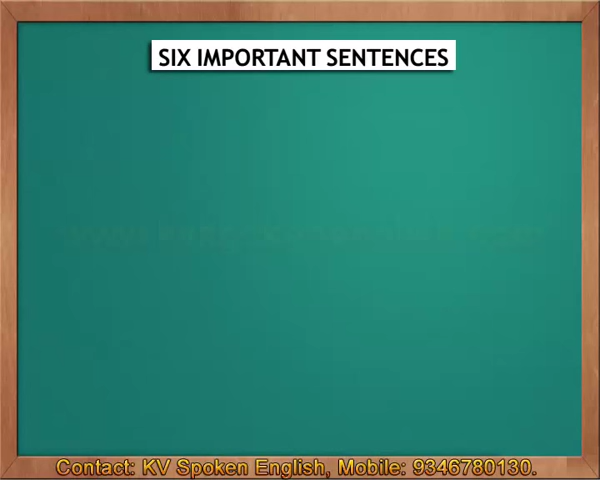 SIX IMPORTANT SENTENCES
Contact: KV Spoken English, Mobile: 9346780130.